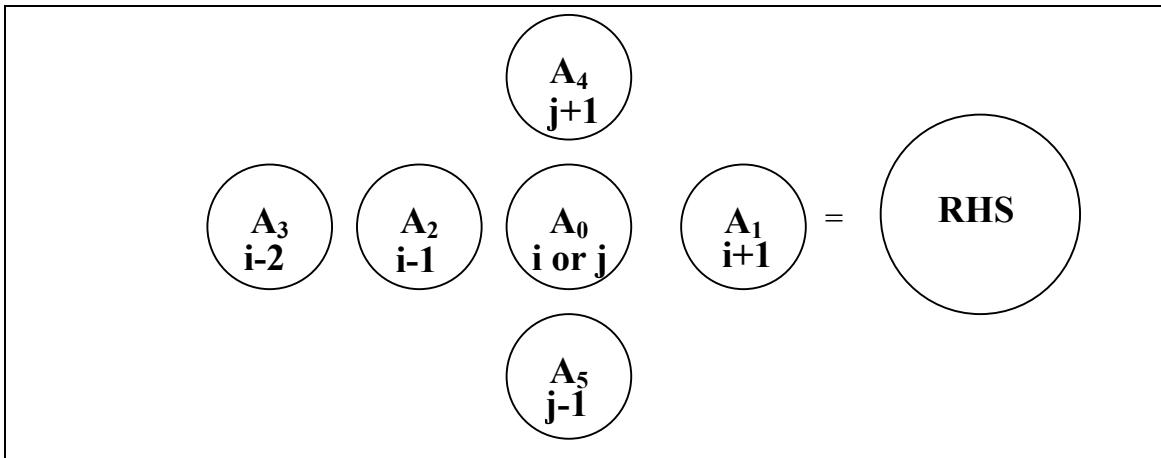 A₄
j+1
A₃
i-2
A₂
i-1
A₀
i or j
A₁
i+1
=
RHS
A₅
j-1